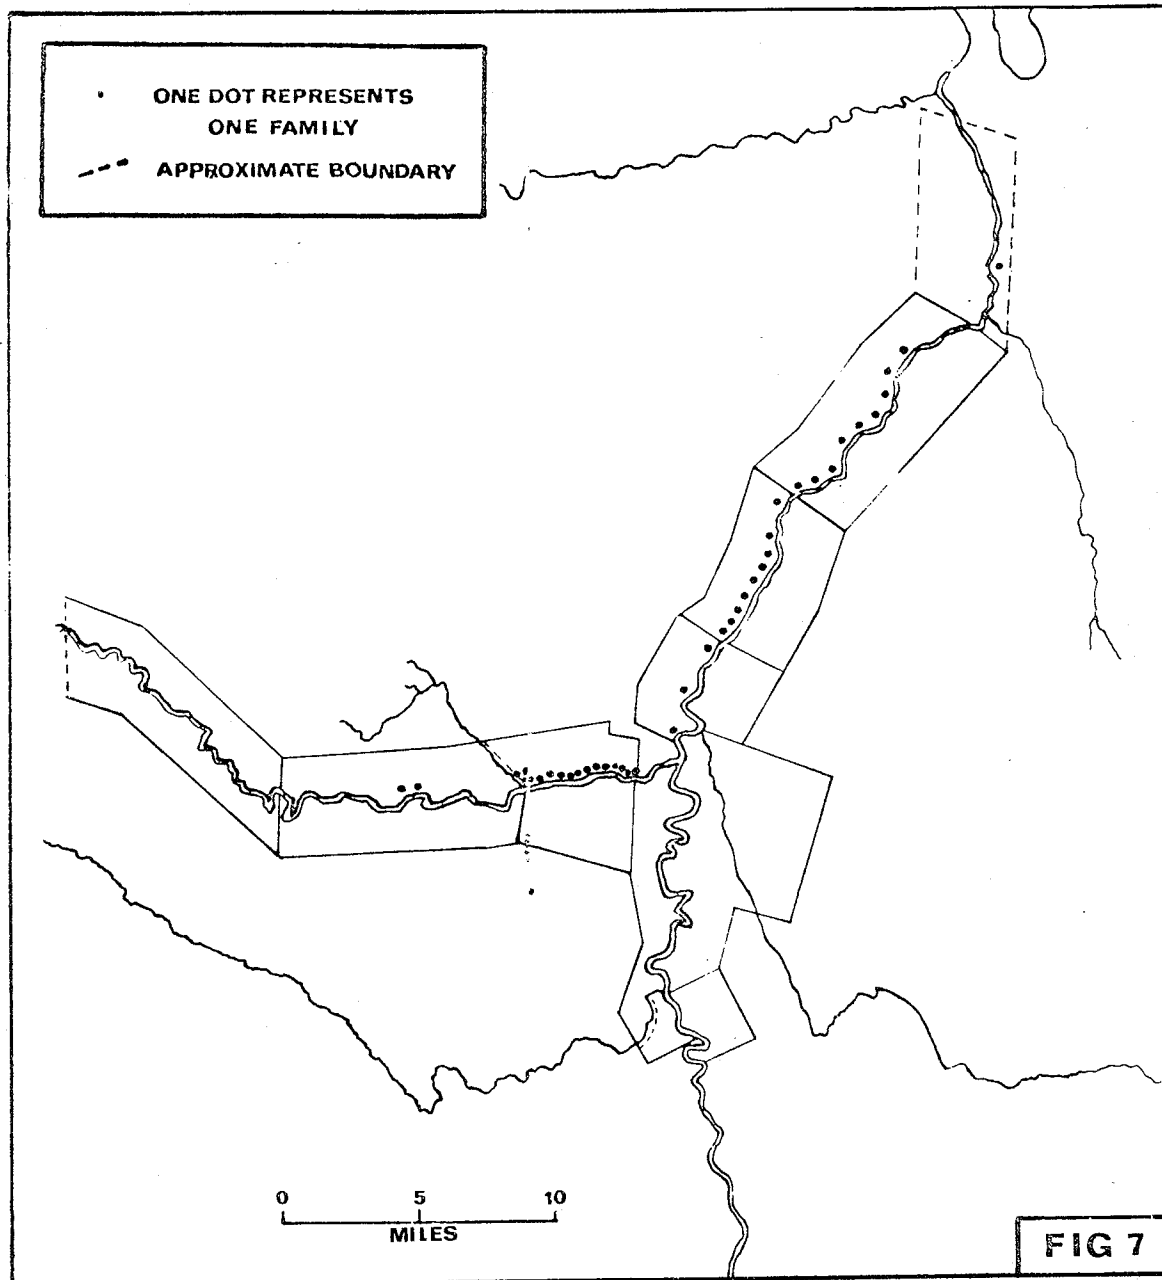 ONE DOT REPRESENTS
ONE FAMILY
APPROXIMATE BOUNDARY
0 5 10
MILES
FIG 7